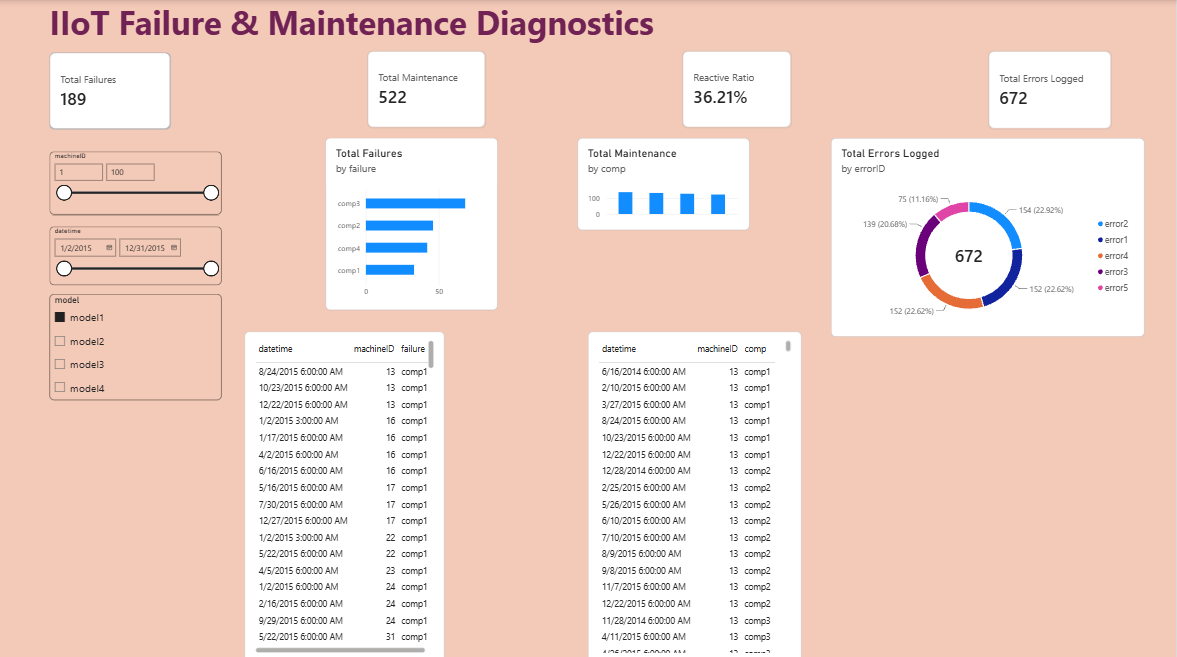 IIoT Failure & Maintenance Diagnostics
Total Failures
189
Total Maintenance
522
Reactive Ratio
36.21%
Total Errors Logged
672
machineID
1
100
datetime
1/2/2015
12/31/2015
model
model1
model2
model3
model4
Total Failures
by failure
comp3
comp2
comp4
comp1
0
50
Total Maintenance
by comp
100
0
Total Errors Logged
by errorID
75 (11.16%)
154 (22.92%)
139 (20.68%)
672
152 (22.62%)
152 (22.62%)
error2
error1
error4
error3
error5
datetime machineID failure
8/24/2015 6:00:00 AM 13 comp1
10/23/2015 6:00:00 AM 13 comp1
12/22/2015 6:00:00 AM 13 comp1
1/2/2015 3:00:00 AM 16 comp1
1/17/2015 6:00:00 AM 16 comp1
4/2/2015 6:00:00 AM 16 comp1
6/16/2015 6:00:00 AM 16 comp1
5/16/2015 6:00:00 AM 17 comp1
7/30/2015 6:00:00 AM 17 comp1
12/27/2015 6:00:00 AM 17 comp1
1/2/2015 3:00:00 AM 22 comp1
5/22/2015 6:00:00 AM 22 comp1
4/5/2015 6:00:00 AM 23 comp1
1/2/2015 6:00:00 AM 24 comp1
2/16/2015 6:00:00 AM 24 comp1
9/29/2015 6:00:00 AM 24 comp1
5/22/2015 6:00:00 AM 31 comp1
datetime machineID comp
6/16/2014 6:00:00 AM 13 comp1
2/10/2015 6:00:00 AM 13 comp1
3/27/2015 6:00:00 AM 13 comp1
8/24/2015 6:00:00 AM 13 comp1
10/23/2015 6:00:00 AM 13 comp1
12/22/2015 6:00:00 AM 13 comp1
12/28/2014 6:00:00 AM 13 comp2
2/25/2015 6:00:00 AM 13 comp2
5/26/2015 6:00:00 AM 13 comp2
6/10/2015 6:00:00 AM 13 comp2
7/10/2015 6:00:00 AM 13 comp2
8/9/2015 6:00:00 AM 13 comp2
9/8/2015 6:00:00 AM 13 comp2
11/7/2015 6:00:00 AM 13 comp2
12/22/2015 6:00:00 AM 13 comp2
11/28/2014 6:00:00 AM 13 comp3
4/11/2015 6:00:00 AM 13 comp3